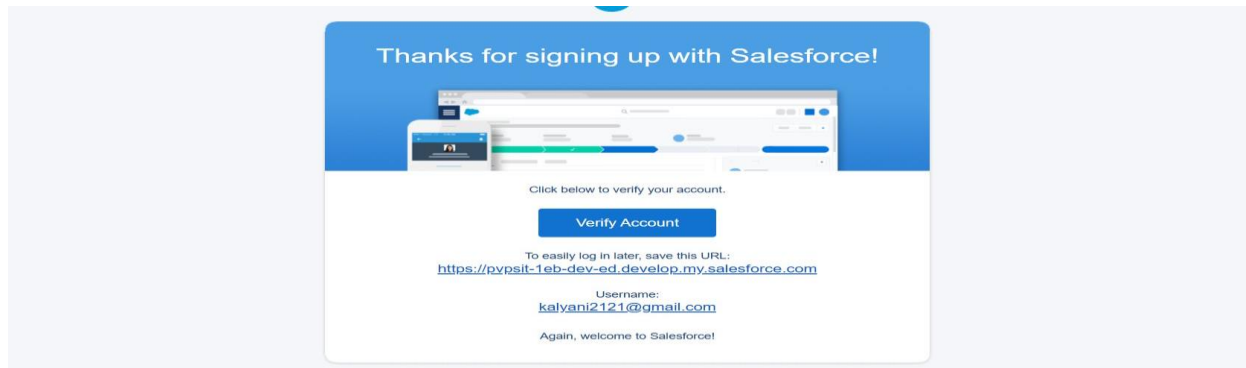 Thanks for signing up with Salesforce!
Click below to verify your account.
Verify Account
To easily log in later, save this URL:
https://pvpsit-1eb-dev-ed.develop.my.salesforce.com
Username:
kalyani2121@gmail.com
Again, welcome to Salesforce!